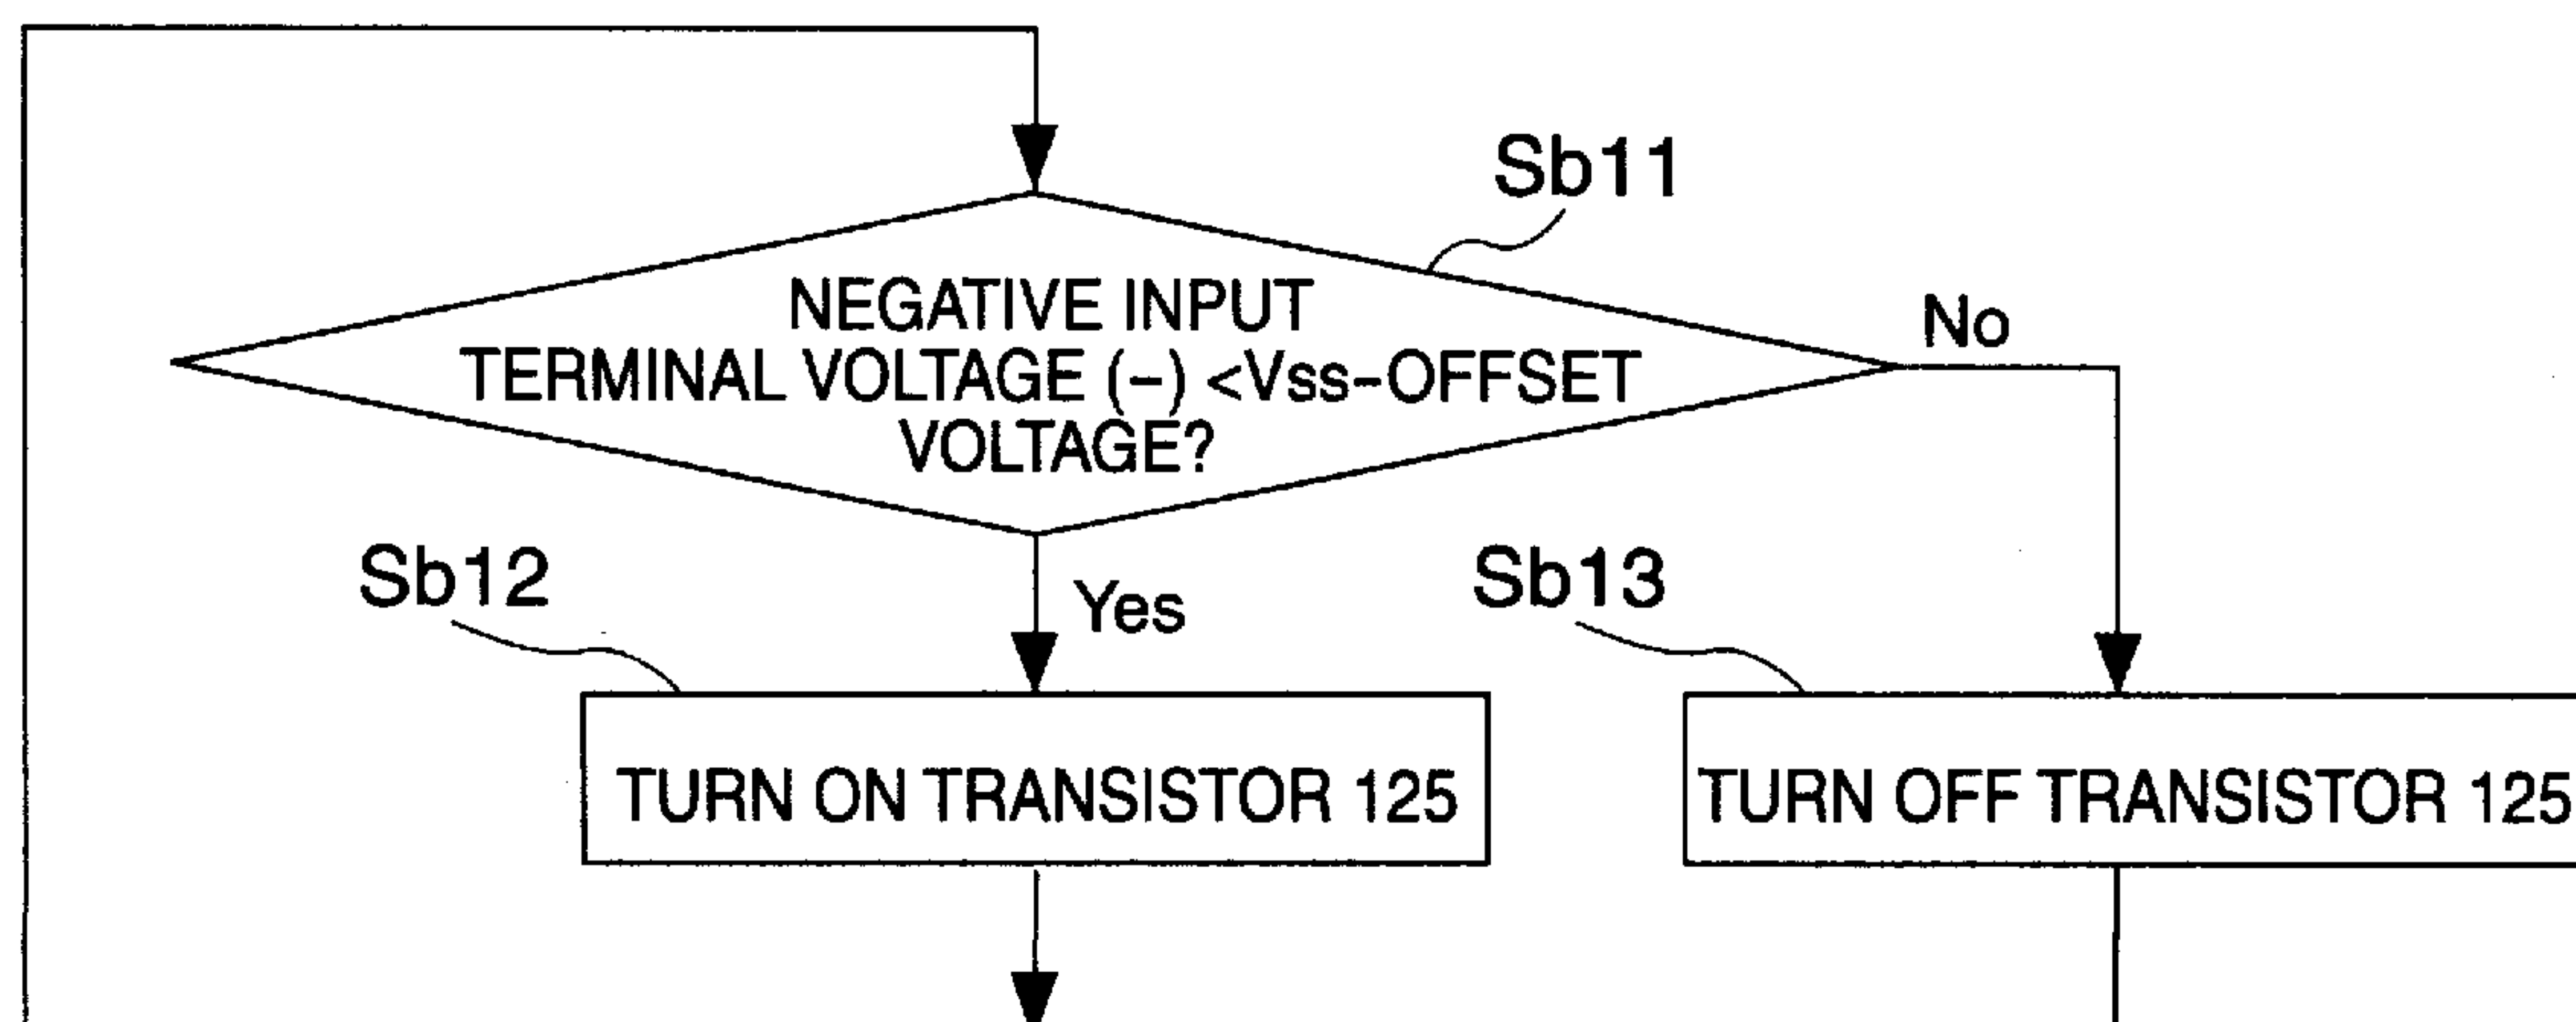 Sb11
NEGATIVE INPUT
TERMINAL VOLTAGE (-) <Vss-OFFSET
VOLTAGE?
No
Yes
Sb12
TURN ON TRANSISTOR 125
Sb13
TURN OFF TRANSISTOR 125